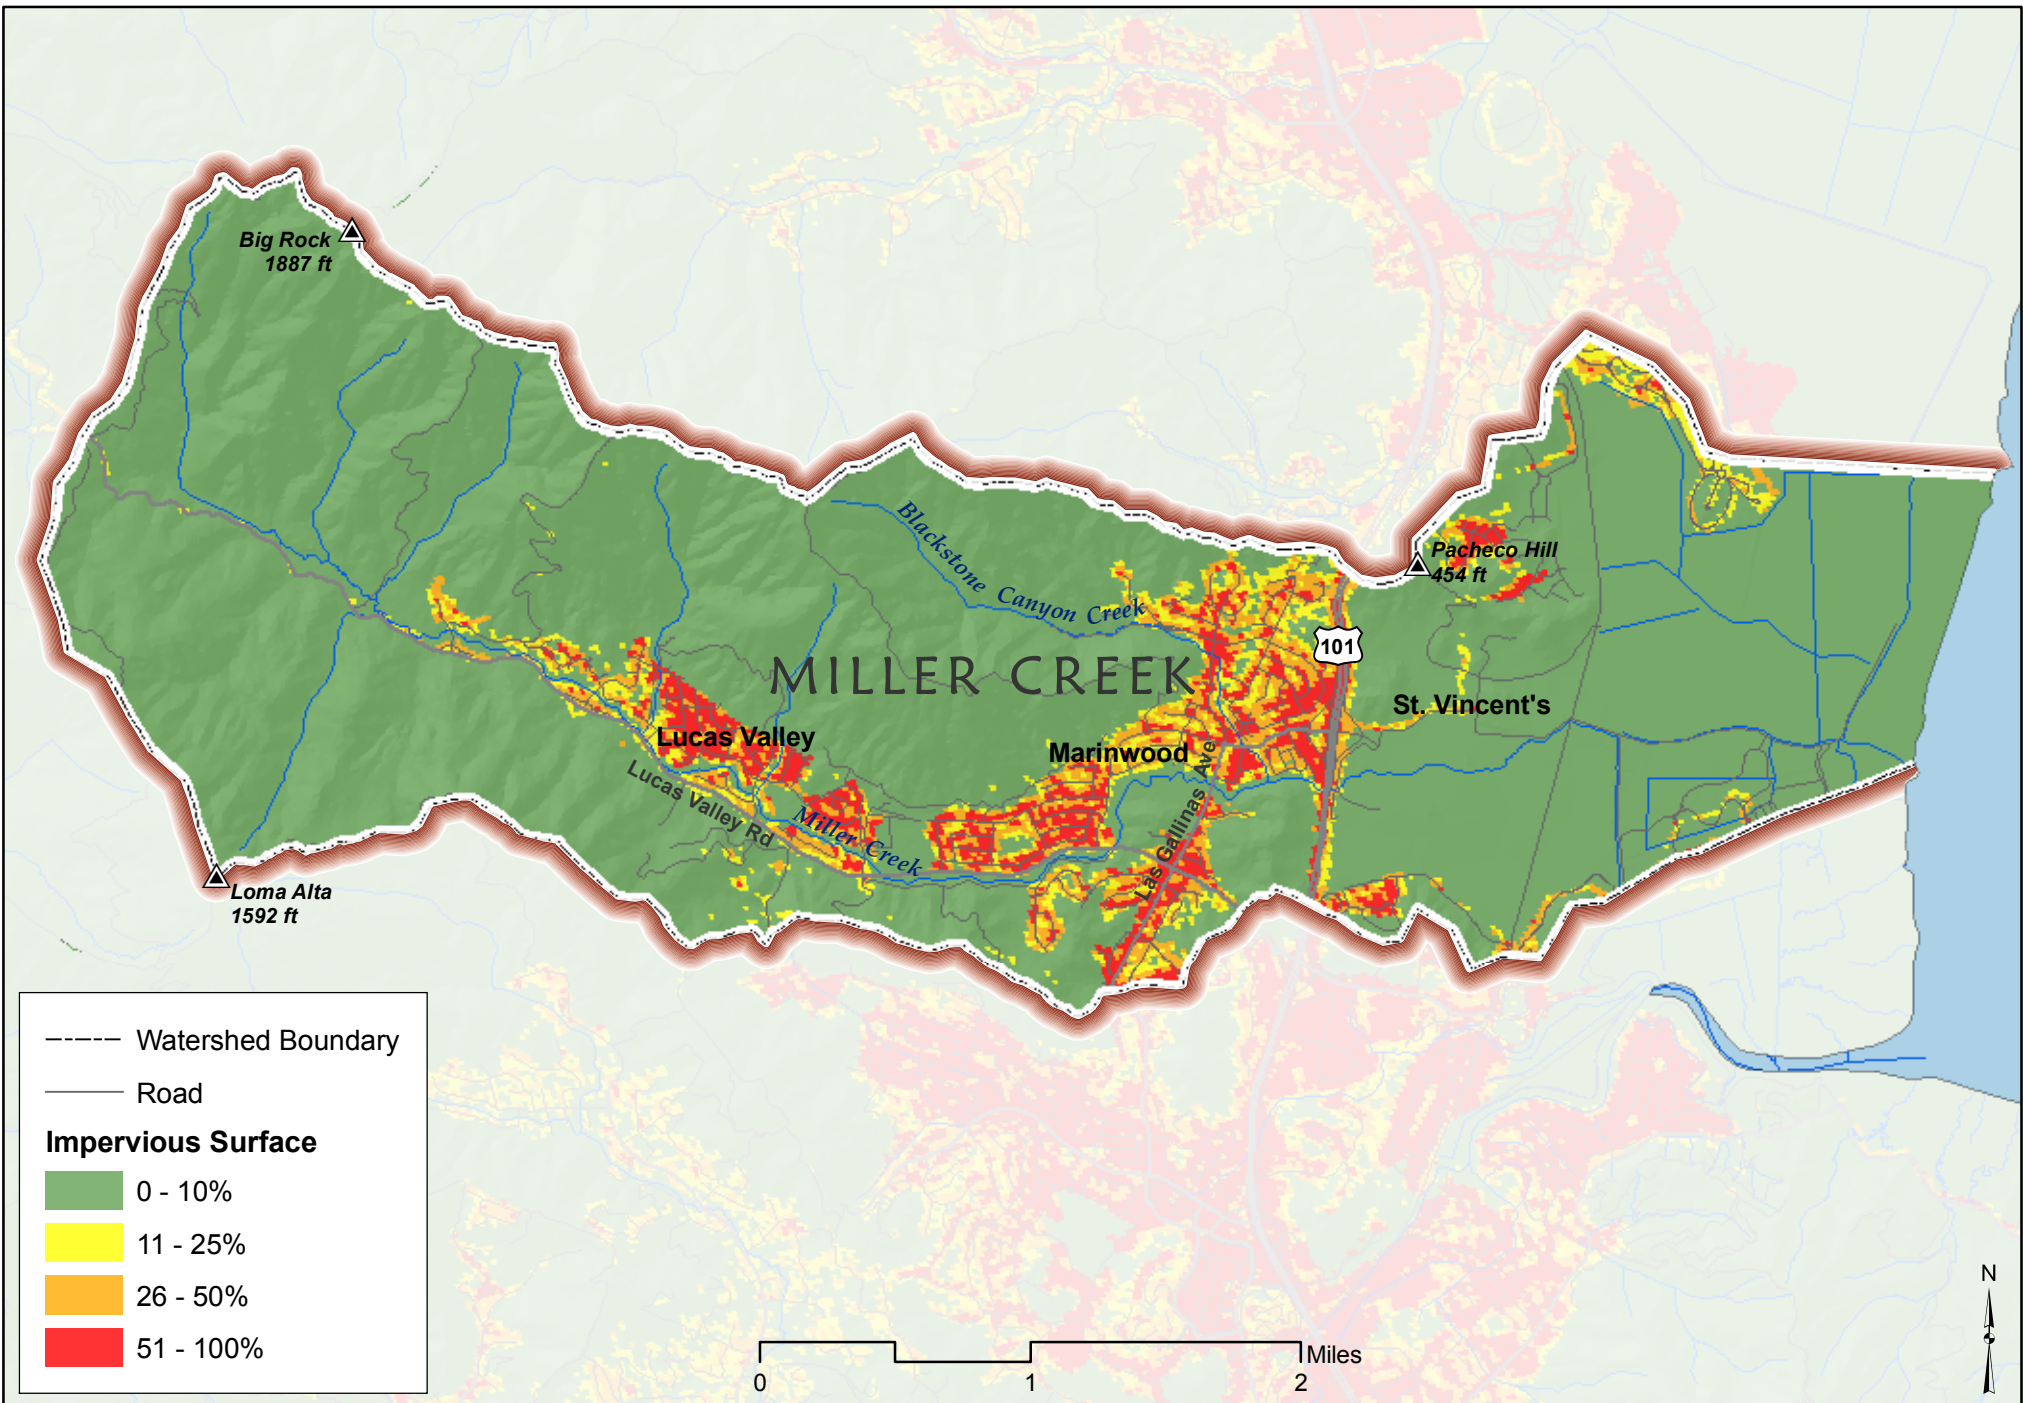 Big Rock
1887 ft
Blackstone Canyon Creek
Pacheco Hill
454 ft
101
MILLER CREEK
St. Vincent's
Lucas Valley
Marinwood
Lucas Valley Rd
Miller Creek
Las Gallinas Ave
Loma Alta
1592 ft
Watershed Boundary
Road
Impervious Surface
0 - 10%
11 - 25%
26 - 50%
51 - 100%
N
Miles
0 1 2